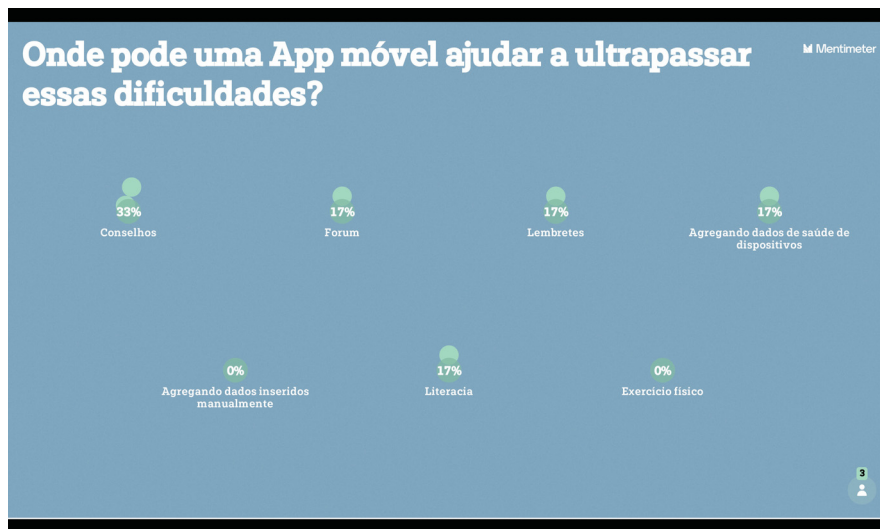 Onde pode uma App móvel ajudar a ultrapassar
essas dificuldades?
Mentimeter
33%
Conselhos
17%
Forum
17%
Lembretes
17%
Agregando dados de saúde de
dispositivos
0%
Agregando dados inseridos
manualmente
17%
Literacia
0%
Exercício físico
3